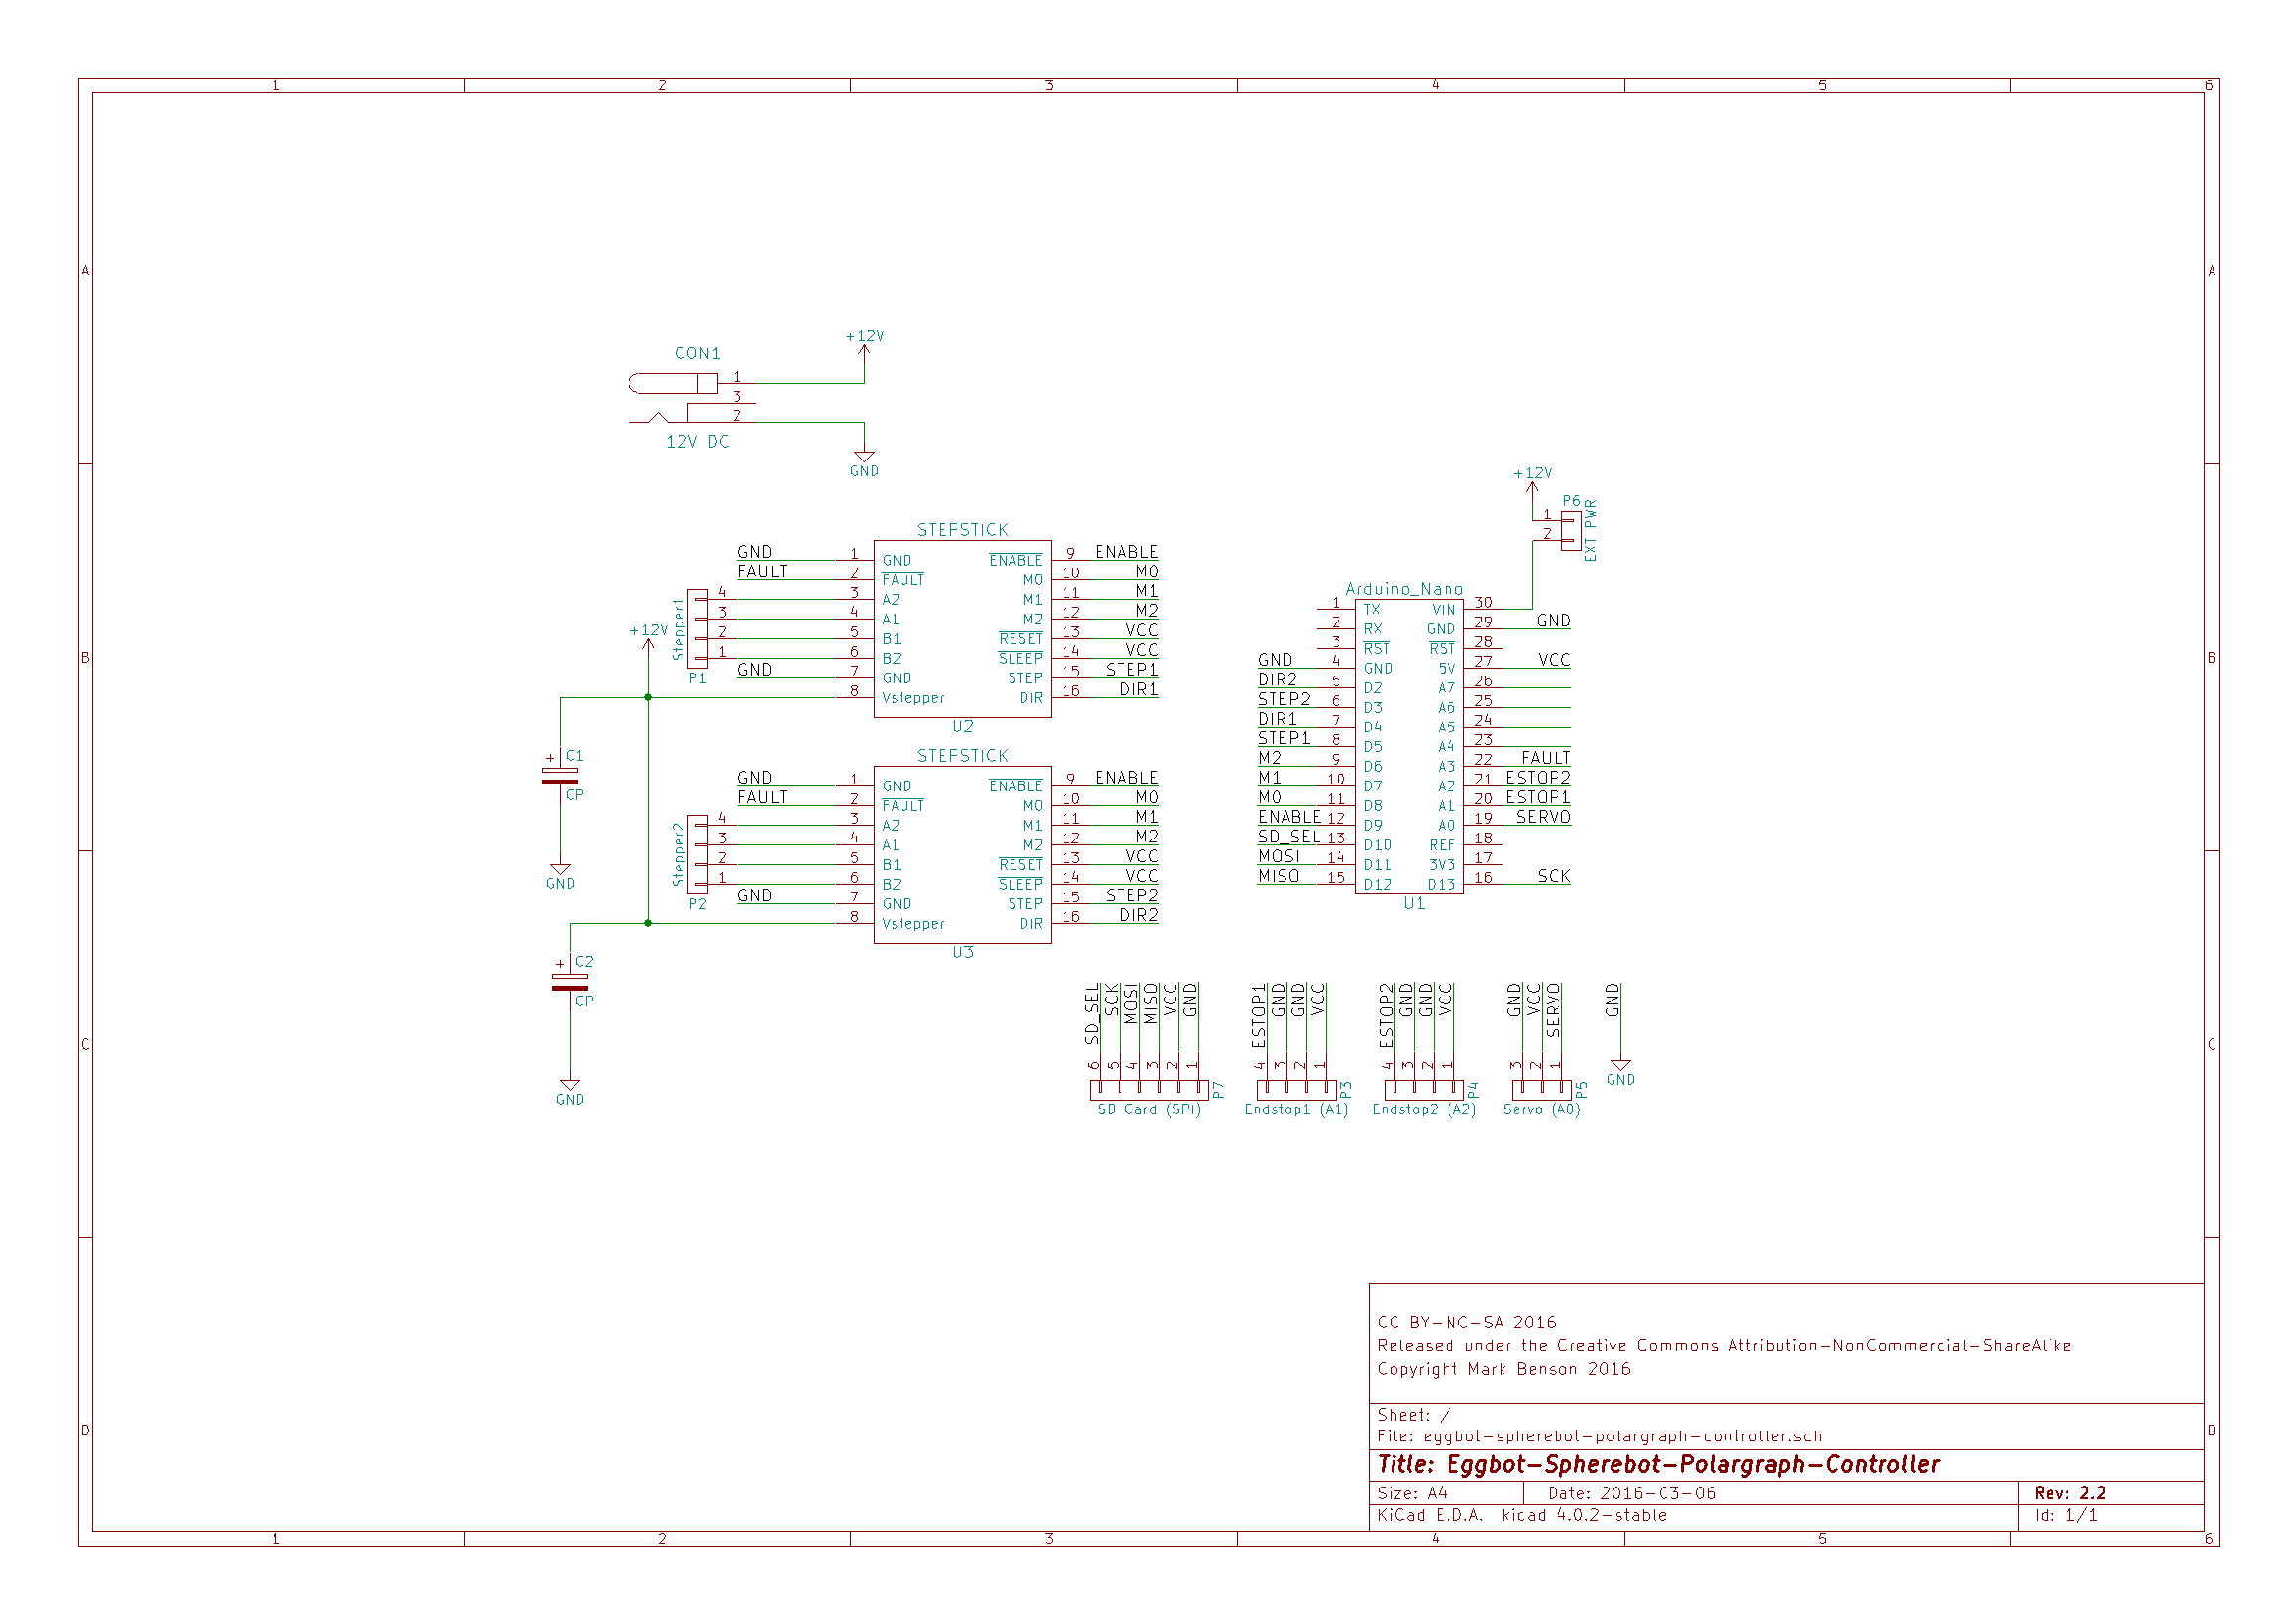 1 2 3 4 5 6
A A
+12V
CON1
1
3
2
12V DC
GND
B B
+12V
P6
1
2
EXT PWR
STEPSTICK
GND 1 GND ENABLE 9 ENABLE
FAULT 2 FAULT M0 10 M0
4 3 A2 M1 11 M1
3 4 A1 M2 12 M2
2 5 B1 RESET 13 VCC
1 6 B2 SLEEP 14 VCC
GND 7 GND STEP 15 STEP1
8 Vstepper DIR 16 DIR1
Stepper1
P1
+12V
U2
C1
CP
GND
STEPSTICK
GND 1 GND ENABLE 9 ENABLE
FAULT 2 FAULT M0 10 M0
4 3 A2 M1 11 M1
3 4 A1 M2 12 M2
2 5 B1 RESET 13 VCC
1 6 B2 SLEEP 14 VCC
GND 7 GND STEP 15 STEP2
8 Vstepper DIR 16 DIR2
Stepper2
P2
U3
C2
CP
GND
Arduino_Nano
1 TX VIN 30
2 RX GND 29 GND
3 RST RST 28
GND 4 GND 5V 27 VCC
DIR2 5 D2 A7 26
STEP2 6 D3 A6 25
DIR1 7 D4 A5 24
STEP1 8 D5 A4 23
M2 9 D6 A3 22 FAULT
M1 10 D7 A2 21 ESTOP2
M0 11 D8 A1 20 ESTOP1
ENABLE 12 D9 A0 19 SERVO
SD_SEL 13 D10 REF 18
MOSI 14 D11 3V3 17
MISO 15 D12 D13 16 SCK
U1
C C
SD_SEL SCK MOSI MISO VCC GND
6 5 4 3 2 1
P7
SD Card (SPI)
ESTOP1 GND GND VCC
4 3 2 1
P3
Endstop1 (A1)
ESTOP2 GND GND VCC
4 3 2 1
P4
Endstop2 (A2)
GND VCC SERVO
3 2 1
P5
Servo (A0)
GND
GND
D D
CC BY-NC-SA 2016
Released under the Creative Commons Attribution-NonCommercial-ShareAlike
Copyright Mark Benson 2016
Sheet: /
File: eggbot-spherebot-polargraph-controller.sch
Title: Eggbot-Spherebot-Polargraph-Controller
Size: A4 Date: 2016-03-06 Rev: 2.2
KiCad E.D.A. kicad 4.0.2-stable Id: 1/1
1 2 3 4 5 6